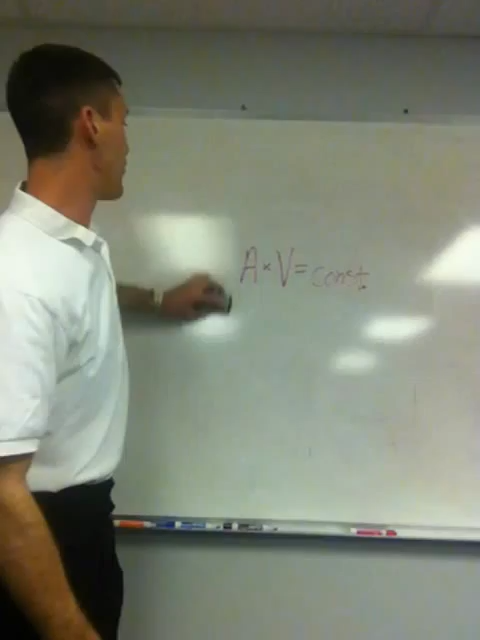 A × V = const.